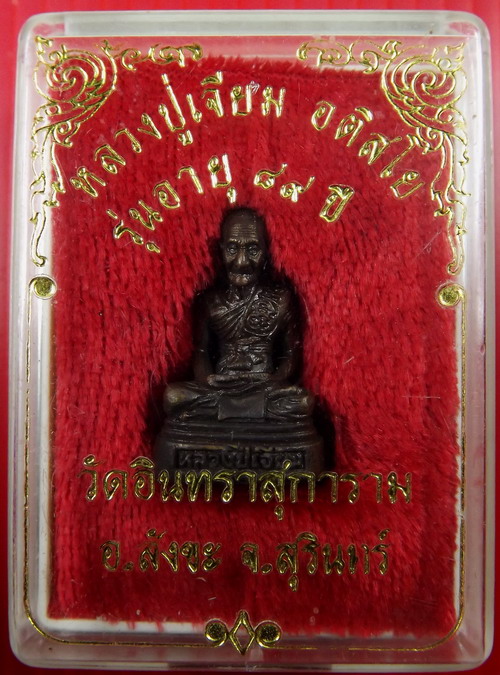 หลวงปู่เจียม อติสโย
รุ่นอายุ ๘๙ ปี
วัดอินทราสุการาม
อ.สังขะ จ.สุรินทร์